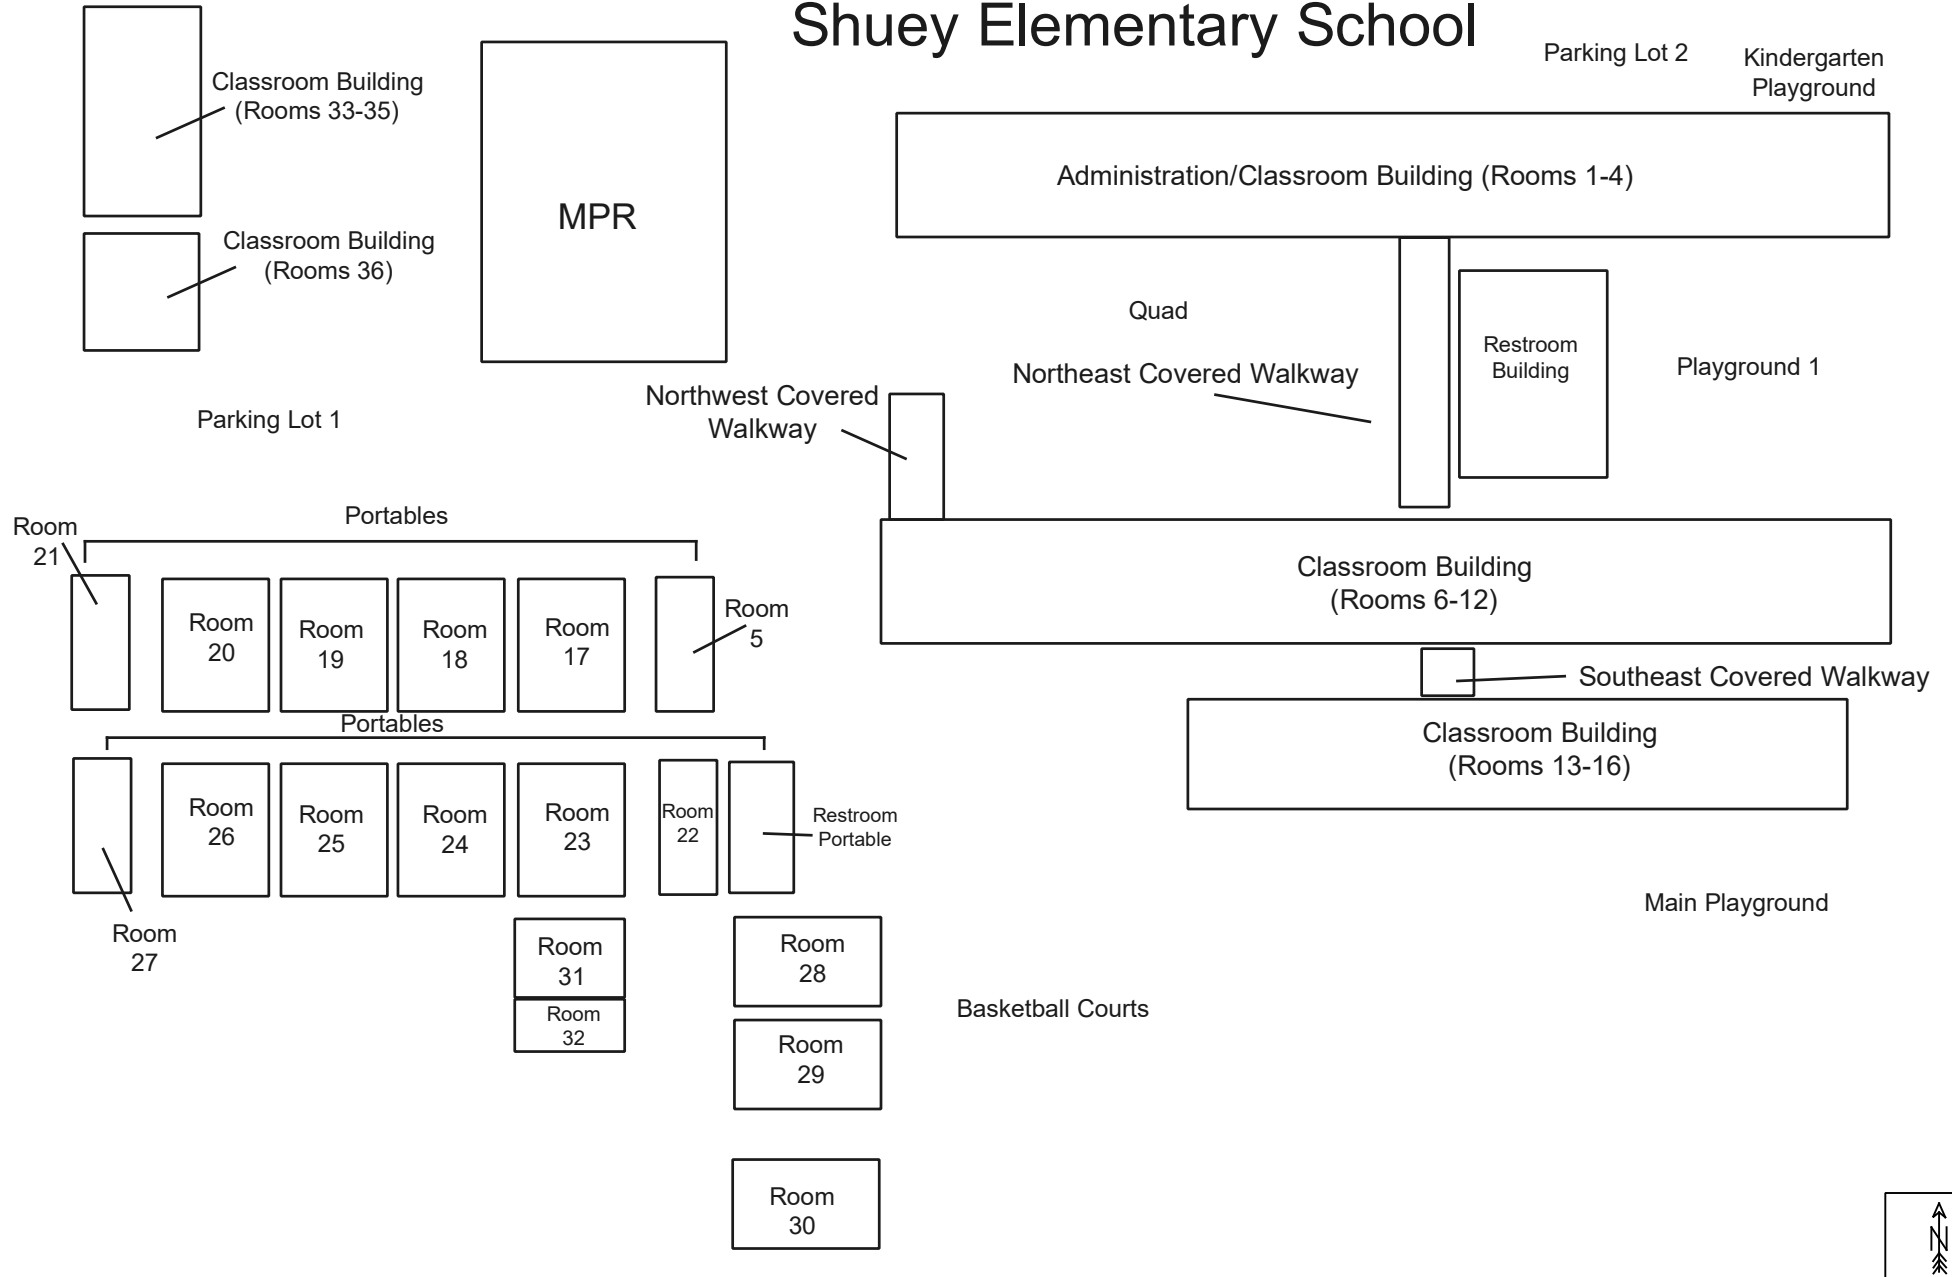 Shuey Elementary School
Parking Lot 2
Kindergarten
Playground
Classroom Building
(Rooms 33-35)
Administration/Classroom Building (Rooms 1-4)
MPR
Classroom Building
(Rooms 36)
Quad
Restroom
Building
Playground 1
Northeast Covered Walkway
Northwest Covered
Walkway
Parking Lot 1
Portables
Room
21
Room
20
Room
19
Room
18
Room
17
Room
5
Classroom Building
(Rooms 6-12)
Southeast Covered Walkway
Classroom Building
(Rooms 13-16)
Portables
Room
26
Room
25
Room
24
Room
23
Room
22
Restroom
Portable
Room
27
Main Playground
Room
31
Room
32
Room
28
Basketball Courts
Room
29
Room
30
N